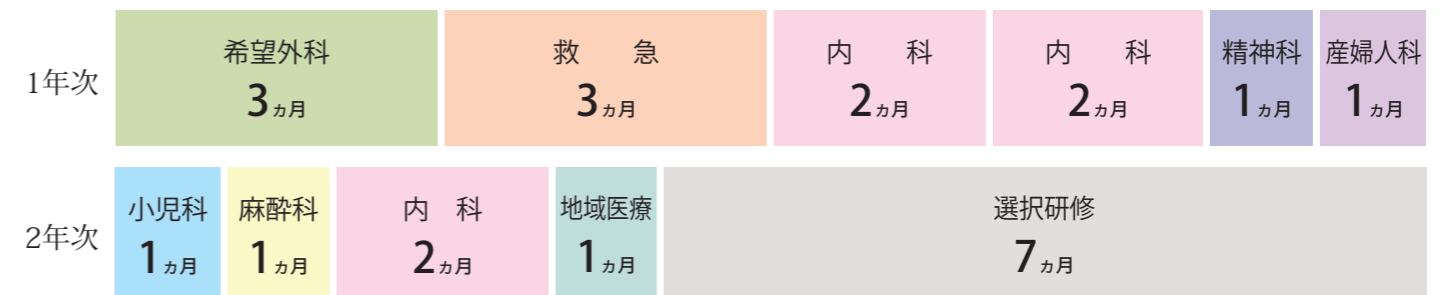 1年次
希望外科
3ヵ月
救　急
3ヵ月
内　科
2ヵ月
内　科
2ヵ月
精神科
1ヵ月
産婦人科
1ヵ月
2年次
小児科
1ヵ月
麻酔科
1ヵ月
内　科
2ヵ月
地域医療
1ヵ月
選択研修
7ヵ月